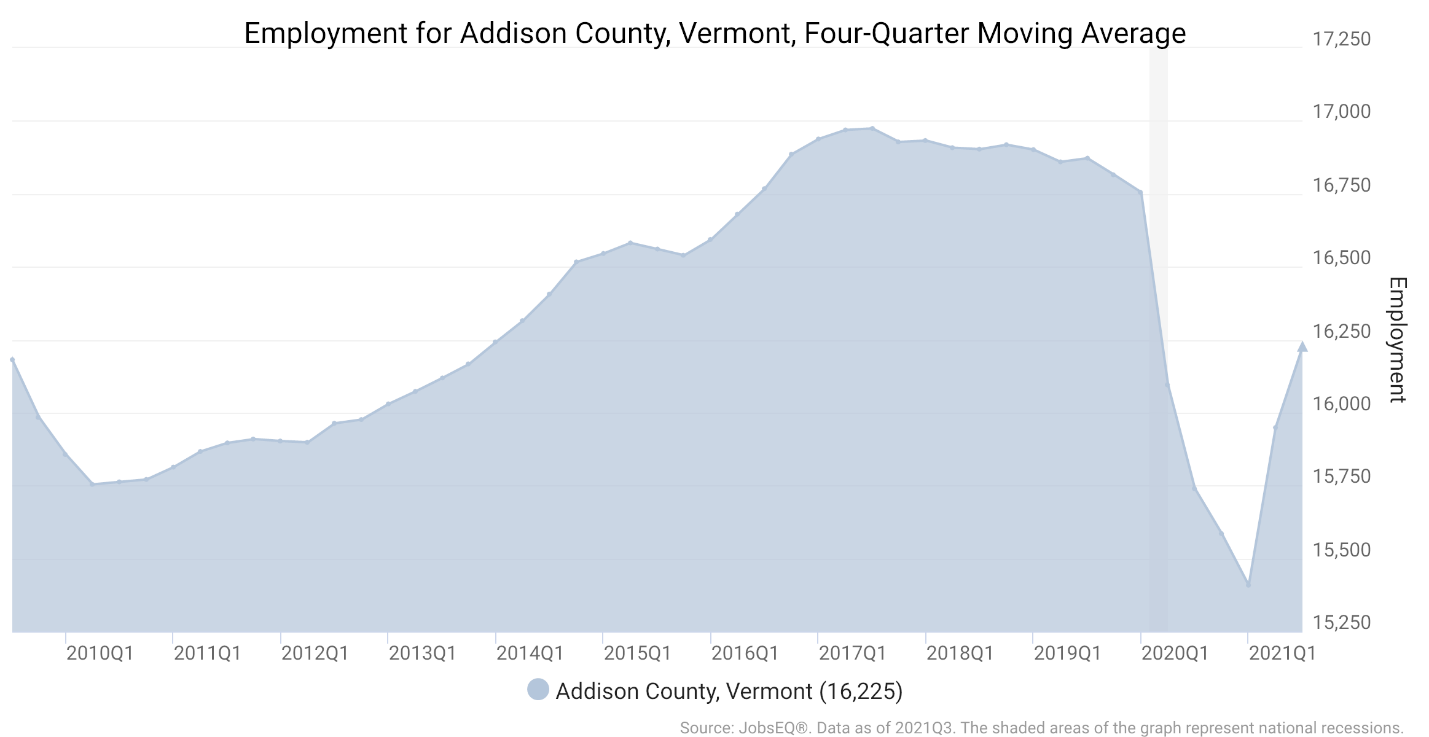 Employment for Addison County, Vermont, Four-Quarter Moving Average
17,250
17,000
16,750
16,500
16,250
16,000
15,750
15,500
15,250
Employment
2010Q1 2011Q1 2012Q1 2013Q1 2014Q1 2015Q1 2016Q1 2017Q1 2018Q1 2019Q1 2020Q1 2021Q1
Addison County, Vermont (16,225)
Source: JobsEQ®. Data as of 2021Q3. The shaded areas of the graph represent national recessions.